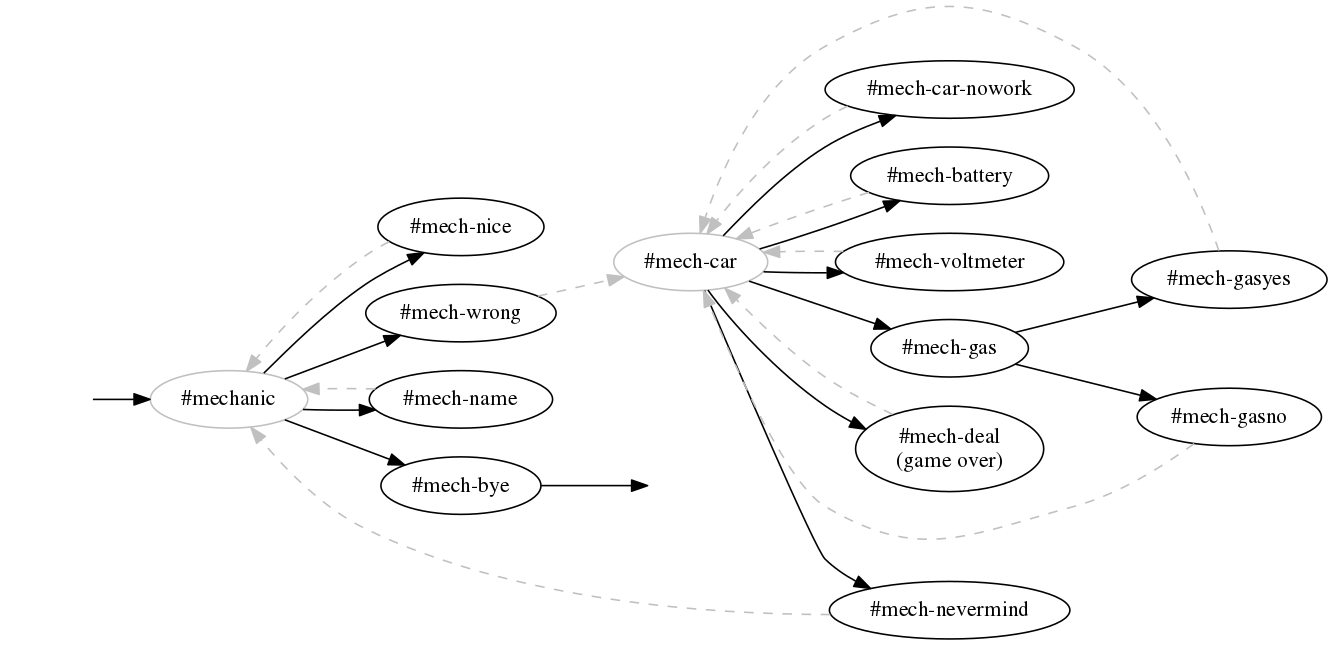 #mech-car-nowork
#mech-battery
#mech-nice
#mech-car
#mech-voltmeter
#mech-gasyes
#mech-wrong
#mech-gas
#mechanic
#mech-name
#mech-gasno
#mech-deal
(game over)
#mech-bye
#mech-nevermind